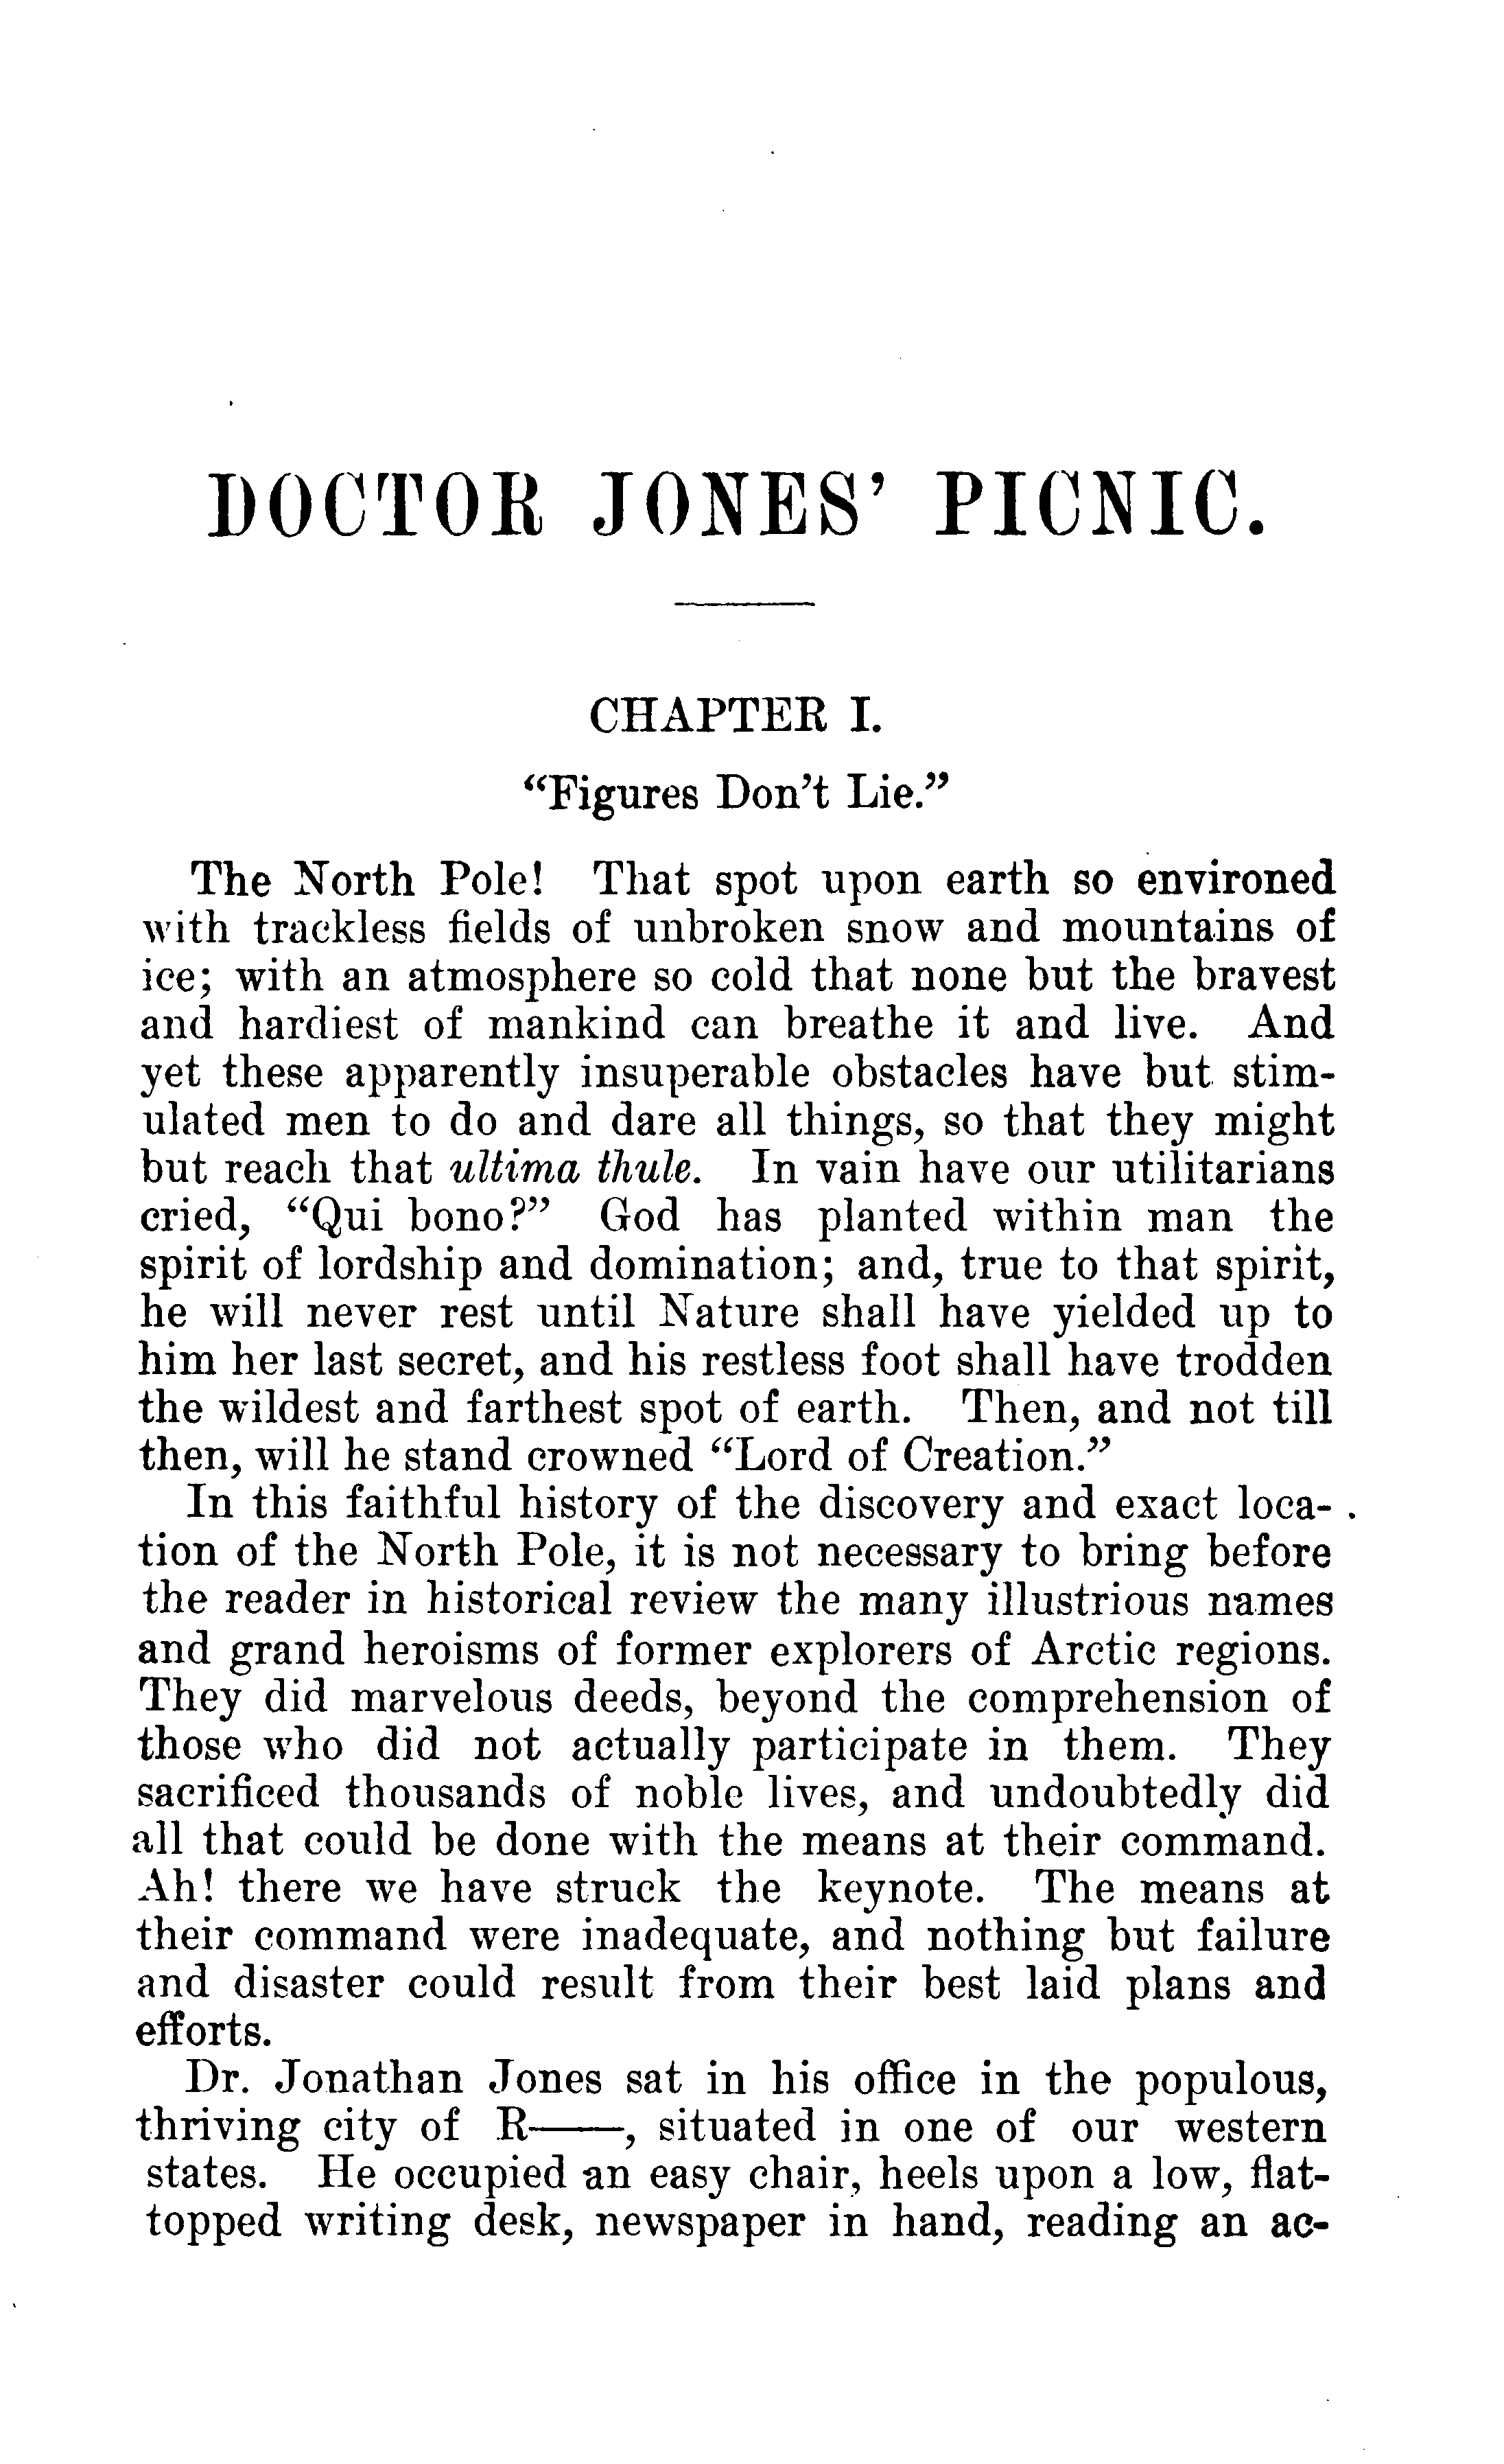 DOCTOR JONES' PICNIC.
CHAPTER I.
“Figures Don't Lie.”
The North Pole! That spot upon earth so environed
with trackless fields of unbroken snow and mountains of
ice; with an atmosphere so cold that none but the bravest
and hardiest of mankind can breathe it and live. And
yet these apparently insuperable obstacles have but stim-
ulated men to do and dare all things, so that they might
but reach that ultima thule. In vain have our utilitarians
cried, “Qui bono?” God has planted within man the
spirit of lordship and domination; and, true to that spirit,
he will never rest until Nature shall have yielded up to
him her last secret, and his restless foot shall have trodden
the wildest and farthest spot of earth. Then, and not till
then, will he stand crowned “Lord of Creation.”
In this faithful history of the discovery and exact loca-
tion of the North Pole, it is not necessary to bring before
the reader in historical review the many illustrious names
and grand heroisms of former explorers of Arctic regions.
They did marvelous deeds, beyond the comprehension of
those who did not actually participate in them. They
sacrificed thousands of noble lives, and undoubtedly did
all that could be done with the means at their command.
Ah! there we have struck the keynote. The means at
their command were inadequate, and nothing but failure
and disaster could result from their best laid plans and
efforts.
Dr. Jonathan Jones sat in his office in the populous,
thriving city of R——, situated in one of our western
states. He occupied an easy chair, heels upon a low, flat-
topped writing desk, newspaper in hand, reading an ac-